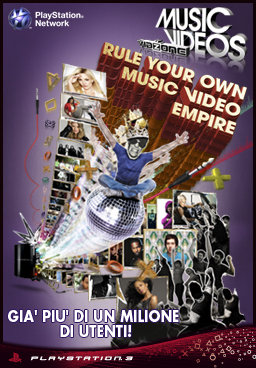 PlayStation®
Network
MUSIC
VIDEOS
VIDZONE
RULE YOUR OWN
MUSIC VIDEO
EMPIRE
GIA' PIU' DI UN MILIONE
DI UTENTI!
PLAYSTATION 3